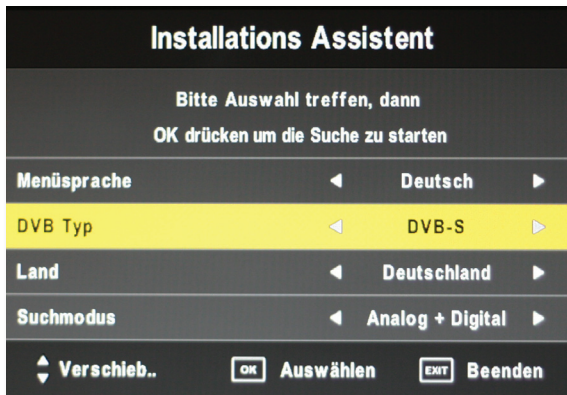 Installations Assistent
Bitte Auswahl treffen, dann
OK drücken um die Suche zu starten
Menüsprache Deutsch
DVB Typ DVB-S
Land Deutschland
Suchmodus Analog + Digital
Verschieb.. OK Auswählen EXIT Beenden